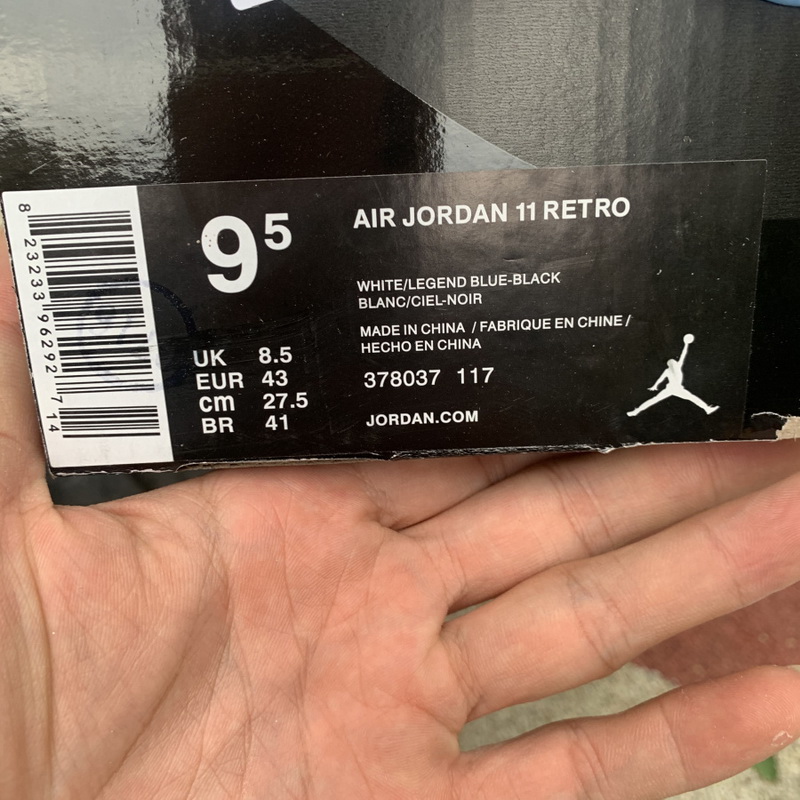 8 23233 96292 7 14
9⁵
UK 8.5
EUR 43
cm 27.5
BR 41
AIR JORDAN 11 RETRO
WHITE/LEGEND BLUE-BLACK
BLANC/CIEL-NOIR
MADE IN CHINA / FABRIQUE EN CHINE /
HECHO EN CHINA
378037 117
JORDAN.COM